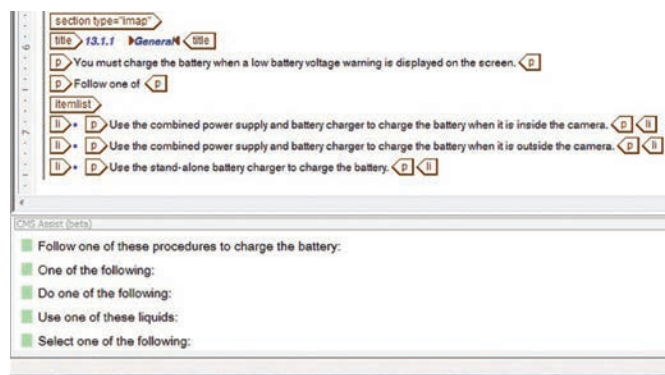 section type="imap"
title 13.1.1 General title
p You must charge the battery when a low battery voltage warning is displayed on the screen. p
p Follow one of p
itemlist
li • p Use the combined power supply and battery charger to charge the battery when it is inside the camera. p li
li • p Use the combined power supply and battery charger to charge the battery when it is outside the camera. p li
li • p Use the stand-alone battery charger to charge the battery. p li
6
7
CMS Assist (beta)
Follow one of these procedures to charge the battery:
One of the following:
Do one of the following:
Use one of these liquids:
Select one of the following: